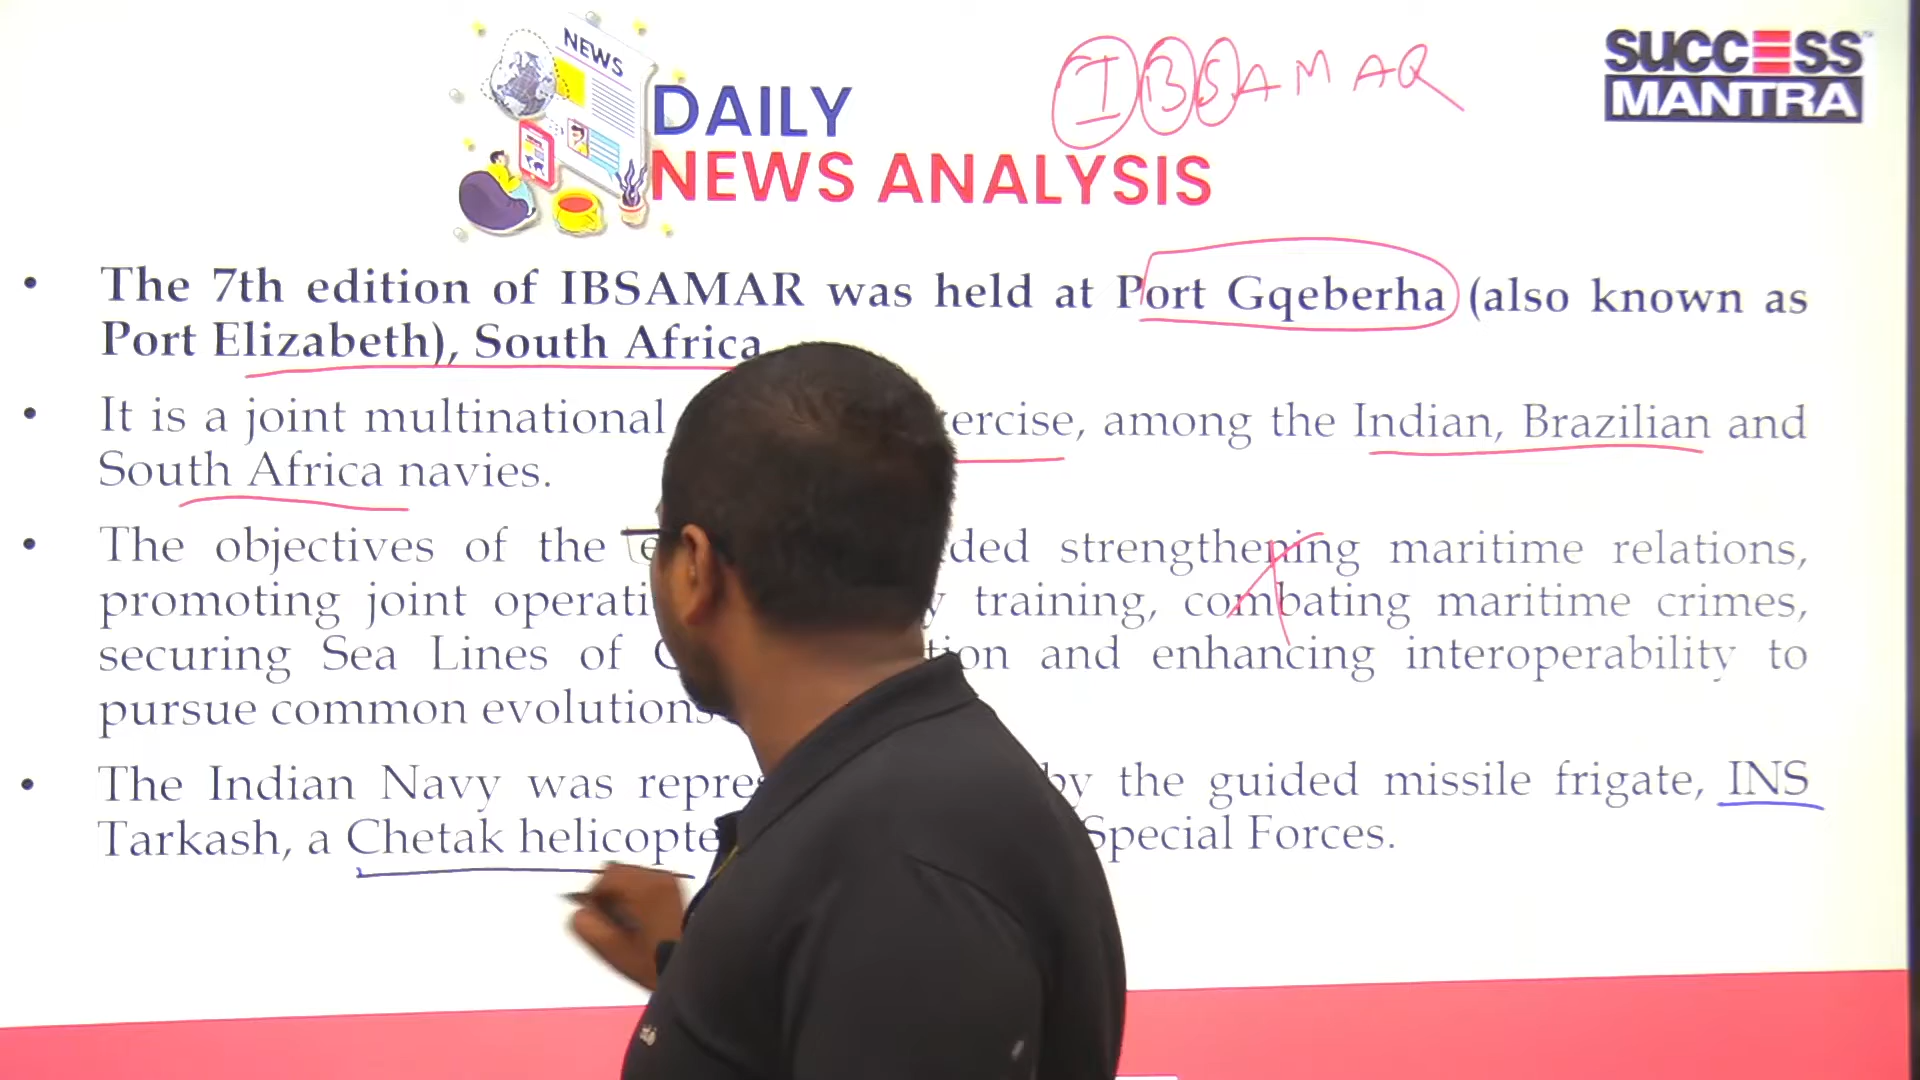 NEWS
DAILY
NEWS ANALYSIS
IBSAMAR
SUCCESS
MANTRA
• The 7th edition of IBSAMAR was held at Port Gqeberha (also known as
Port Elizabeth), South Africa
• It is a joint multinational ercise, among the Indian, Brazilian and
South Africa navies.
• The objectives of the e ded strengthening maritime relations,
promoting joint operati y training, combating maritime crimes,
securing Sea Lines of C tion and enhancing interoperability to
pursue common evolutions
• The Indian Navy was repres by the guided missile frigate, INS
Tarkash, a Chetak helicopte Special Forces.